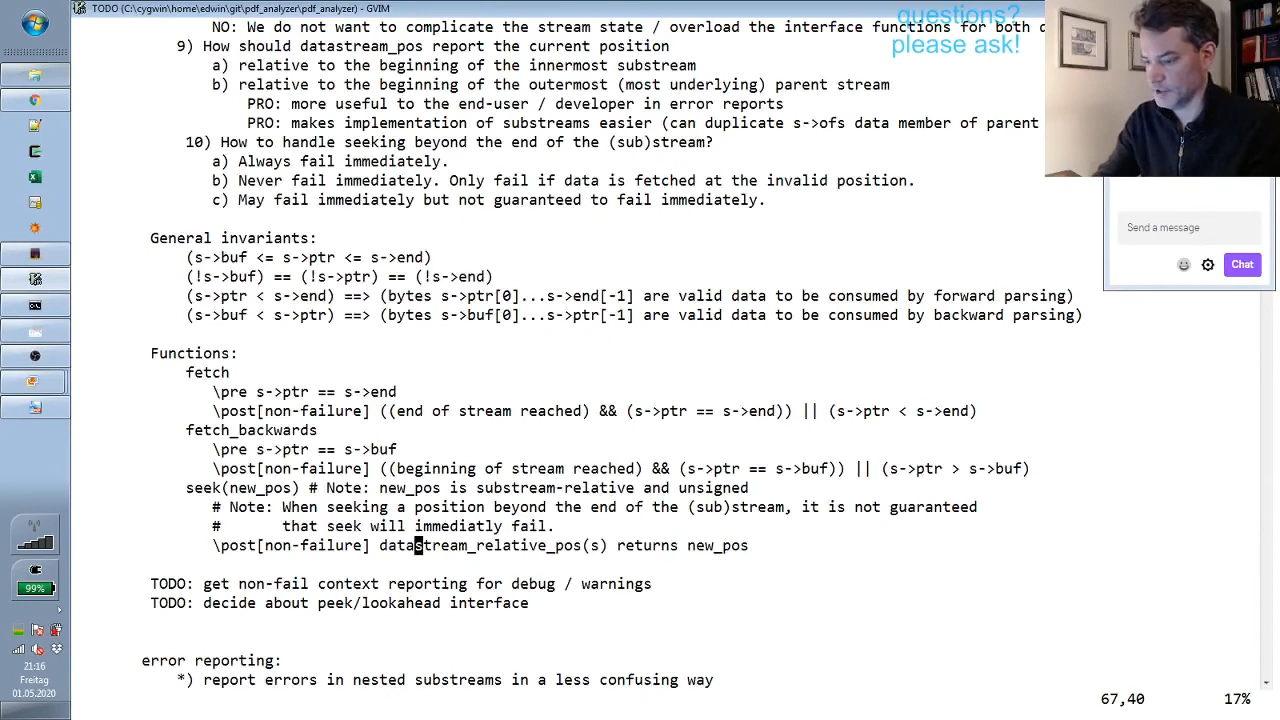 TODO (C:\cygwin\home\edwin\git\pdf_analyzer\pdf_analyzer) - GVIM
NO: We do not want to complicate the stream state / overload the interface functions for both d
questions?
please ask!
9) How should datastream_pos report the current position
a) relative to the beginning of the innermost substream
b) relative to the beginning of the outermost (most underlying) parent stream
PRO: more useful to the end-user / developer in error reports
PRO: makes implementation of substreams easier (can duplicate s->ofs data member of parent
10) How to handle seeking beyond the end of the (sub)stream?
a) Always fail immediately.
b) Never fail immediately. Only fail if data is fetched at the invalid position.
c) May fail immediately but not guaranteed to fail immediately.
Send a message
Chat
General invariants:
(s->buf <= s->ptr <= s->end)
(!s->buf) == (!s->ptr) == (!s->end)
(s->ptr < s->end) ==> (bytes s->ptr[0]...s->end[-1] are valid data to be consumed by forward parsing)
(s->buf < s->ptr) ==> (bytes s->buf[0]...s->ptr[-1] are valid data to be consumed by backward parsing)
Functions:
fetch
\pre s->ptr == s->end
\post[non-failure] ((end of stream reached) && (s->ptr == s->end)) || (s->ptr < s->end)
fetch_backwards
\pre s->ptr == s->buf
\post[non-failure] ((beginning of stream reached) && (s->ptr == s->buf)) || (s->ptr > s->buf)
seek(new_pos) # Note: new_pos is substream-relative and unsigned
# Note: When seeking a position beyond the end of the (sub)stream, it is not guaranteed
# that seek will immediatly fail.
\post[non-failure] datastream_relative_pos(s) returns new_pos
TODO: get non-fail context reporting for debug / warnings
TODO: decide about peek/lookahead interface
error reporting:
*) report errors in nested substreams in a less confusing way
67,40 17%
99%
21:16
Freitag
01.05.2020